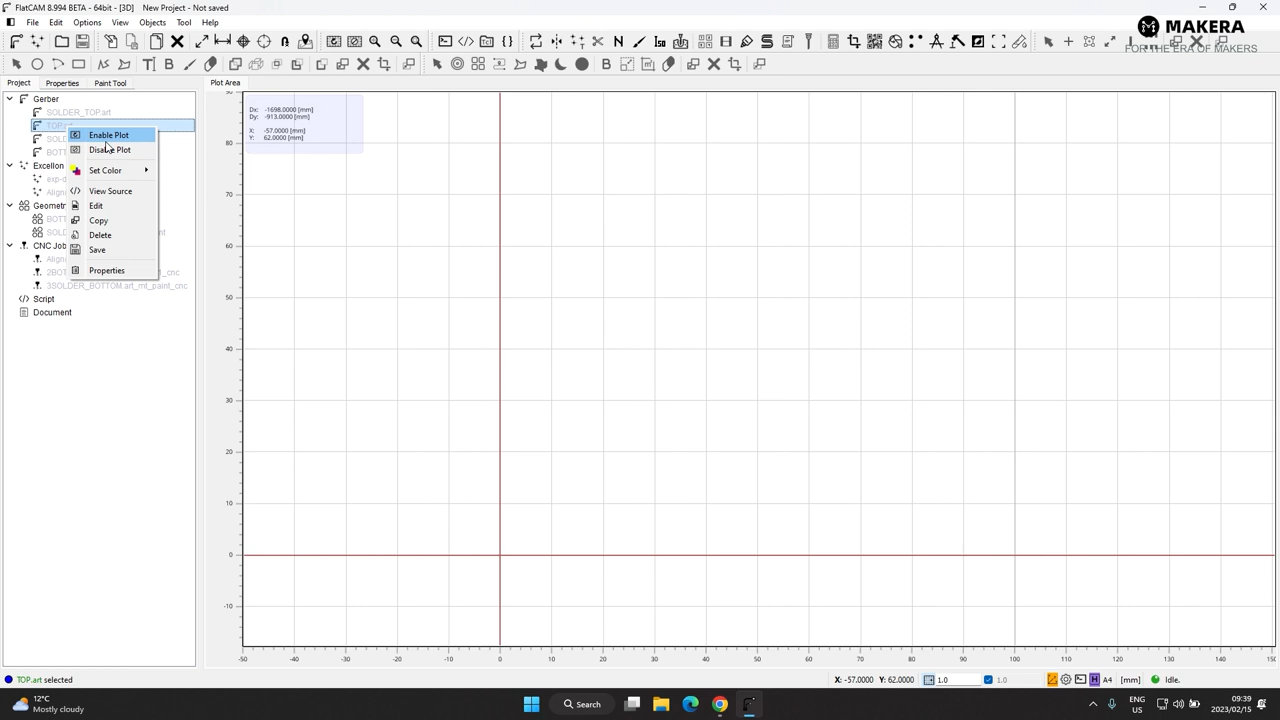 FlatCAM 8.994 BETA - 64bit - [3D] New Project - Not saved
File Edit Options View Objects Tool Help
MAKERA
FOR THE ERA OF MAKERS
Project Properties Paint Tool
Plot Area
Gerber
SOLDER_TOP.art
Enable Plot
Disable Plot
Set Color
View Source
Edit
Copy
Delete
Save
Properties
Excellon
CNC Job
3SOLDER_BOTTOM.art_mt_paint_cnc
Script
Document
Dx: -1698.0000 [mm]
Dy: -913.0000 [mm]
X: -57.0000 [mm]
Y: 62.0000 [mm]
90
80
70
60
50
40
30
20
10
0
-10
-50 -40 -30 -20 -10 0 10 20 30 40 50 60 70 80 90 100 110 120 130 140 150
TOP.art selected
X: -57.0000 Y: 62.0000 1.0 1.0 H A4 [mm] Idle.
12°C
Mostly cloudy
Search
ENG
US
09:39
2023/02/15